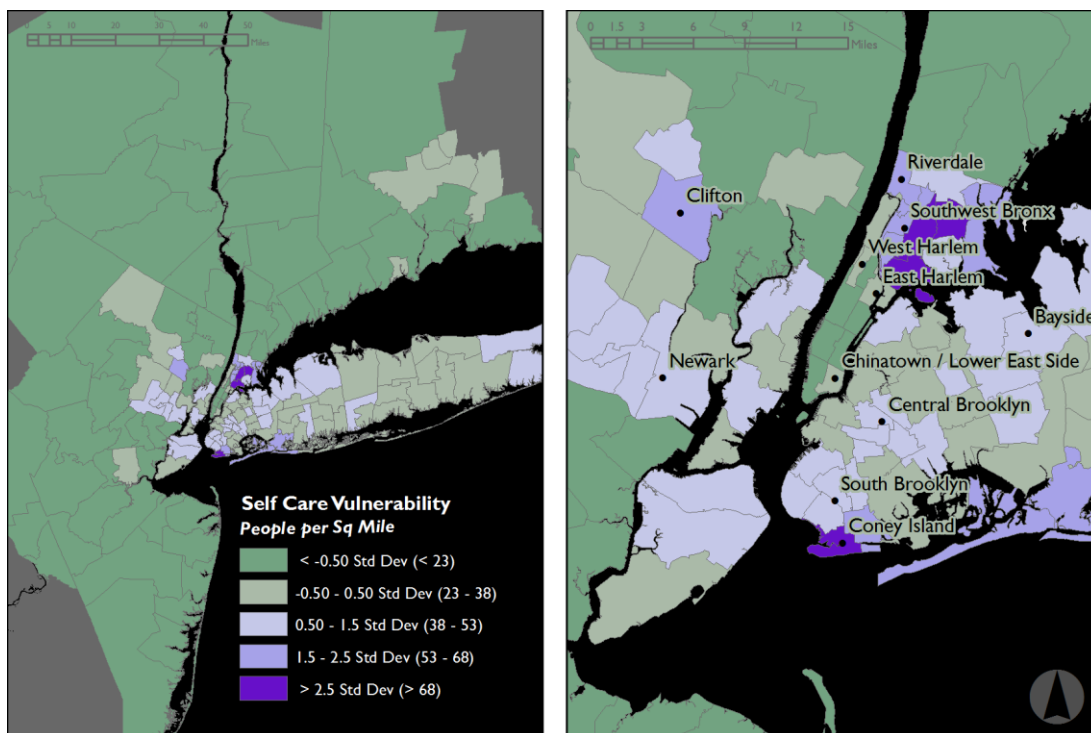 0 5 10 20 30 40 50
Miles
Self Care Vulnerability
People per Sq Mile
< -0.50 Std Dev (< 23)
-0.50 - 0.50 Std Dev (23 - 38)
0.50 - 1.5 Std Dev (38 - 53)
1.5 - 2.5 Std Dev (53 - 68)
> 2.5 Std Dev (> 68)
0 1.5 3 6 9 12 15
Miles
Riverdale
Clifton
Southwest Bronx
West Harlem
East Harlem
Bayside
Newark
Chinatown / Lower East Side
Central Brooklyn
South Brooklyn
Coney Island